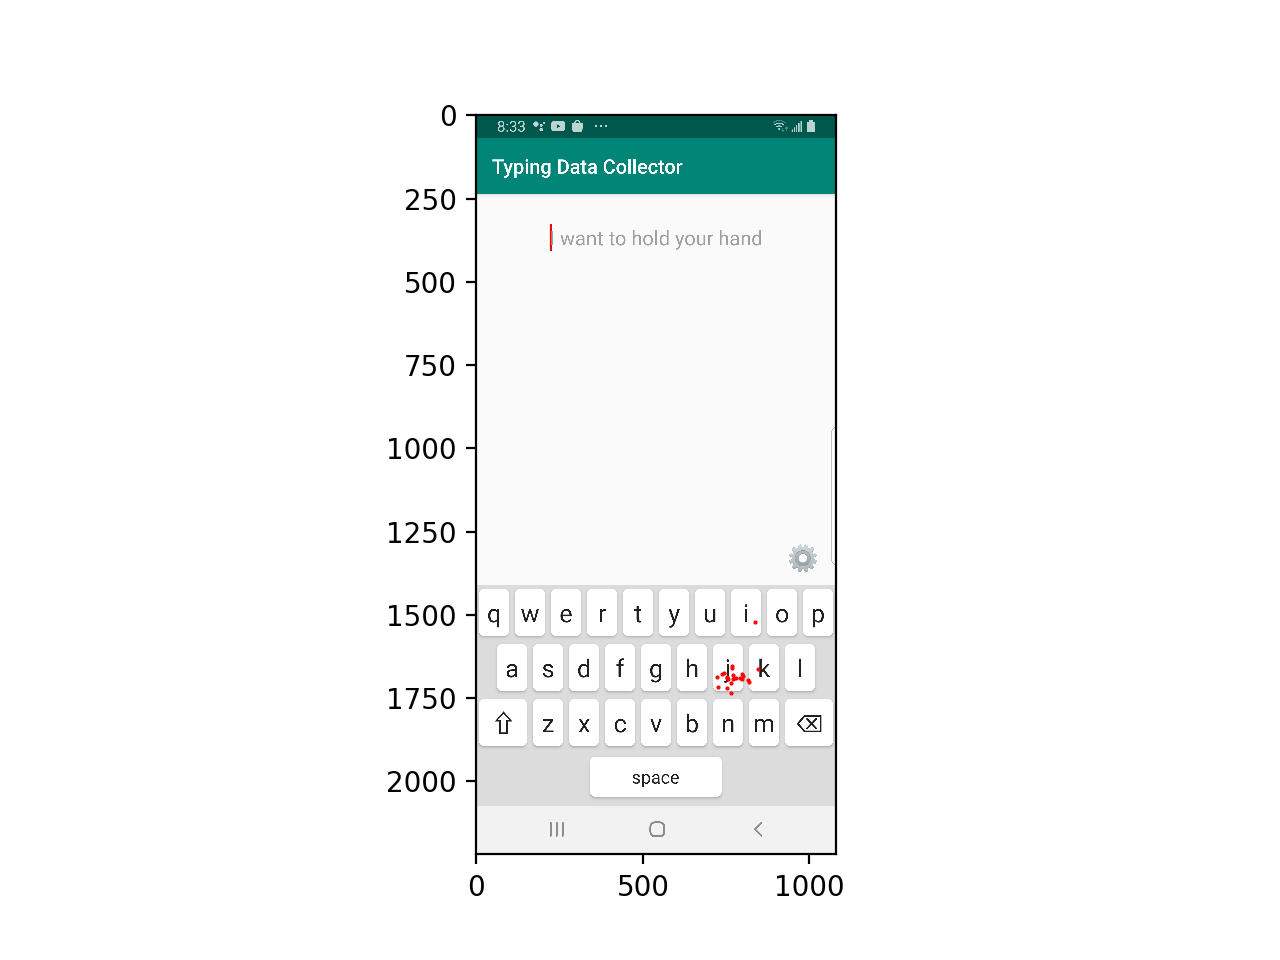 0
8:33
Typing Data Collector
250
want to hold your hand
500
750
1000
1250
q w e r t y u i o p
1500
a s d f g h j k l
1750
z x c v b n m
space
2000
0 500 1000